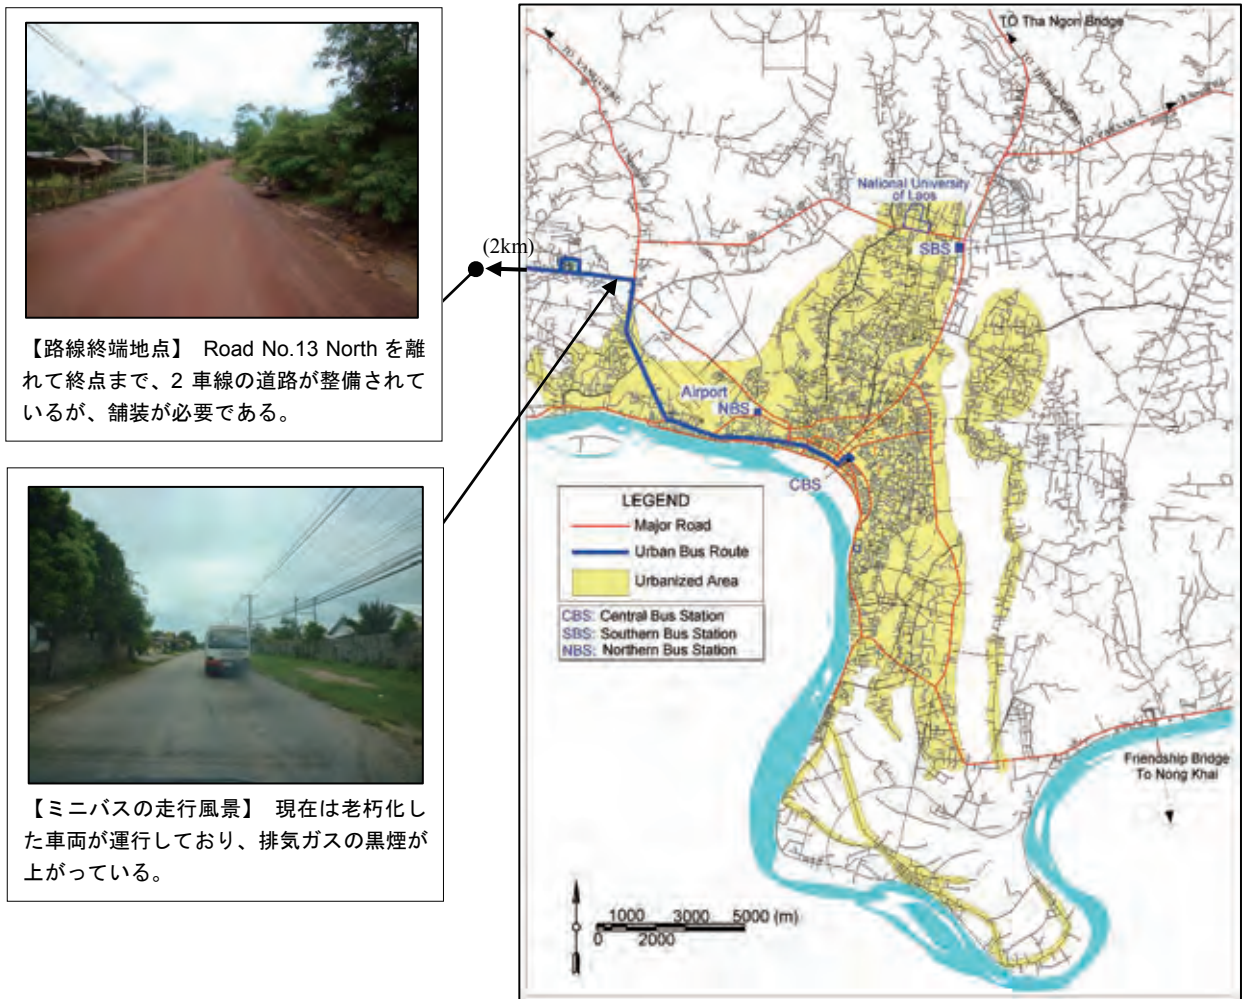 【路線終端地点】 Road No.13 North を離
れて終点まで、2 車線の道路が整備されて
いるが、舗装が必要である。
【ミニバスの走行風景】 現在は老朽化し
た車両が運行しており、排気ガスの黒煙が
上がっている。
(2km)
TO Tha Ngon Bridge
National University
of Laos
SBS
Airport
NBS
CBS
LEGEND
Major Road
Urban Bus Route
Urbanized Area
CBS: Central Bus Station
SBS: Southern Bus Station
NBS: Northern Bus Station
Friendship Bridge
To Nong Khai
1000 3000 5000 (m)
0 2000